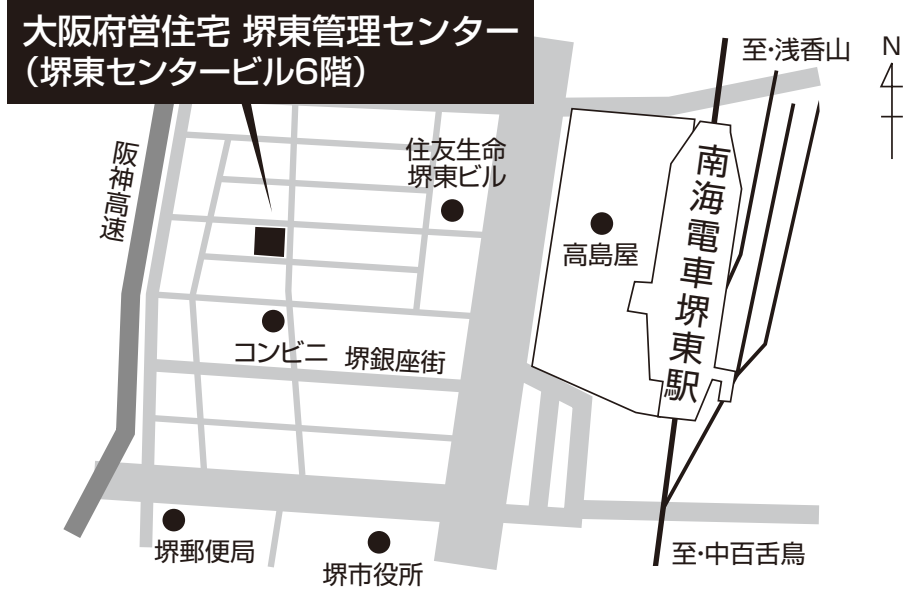 大阪府営住宅 堺東管理センター
（堺東センタービル6階）
至・浅香山
N
阪神高速
住友生命
堺東ビル
高島屋
南海電車堺東駅
コンビニ
堺銀座街
堺郵便局
堺市役所
至・中百舌鳥